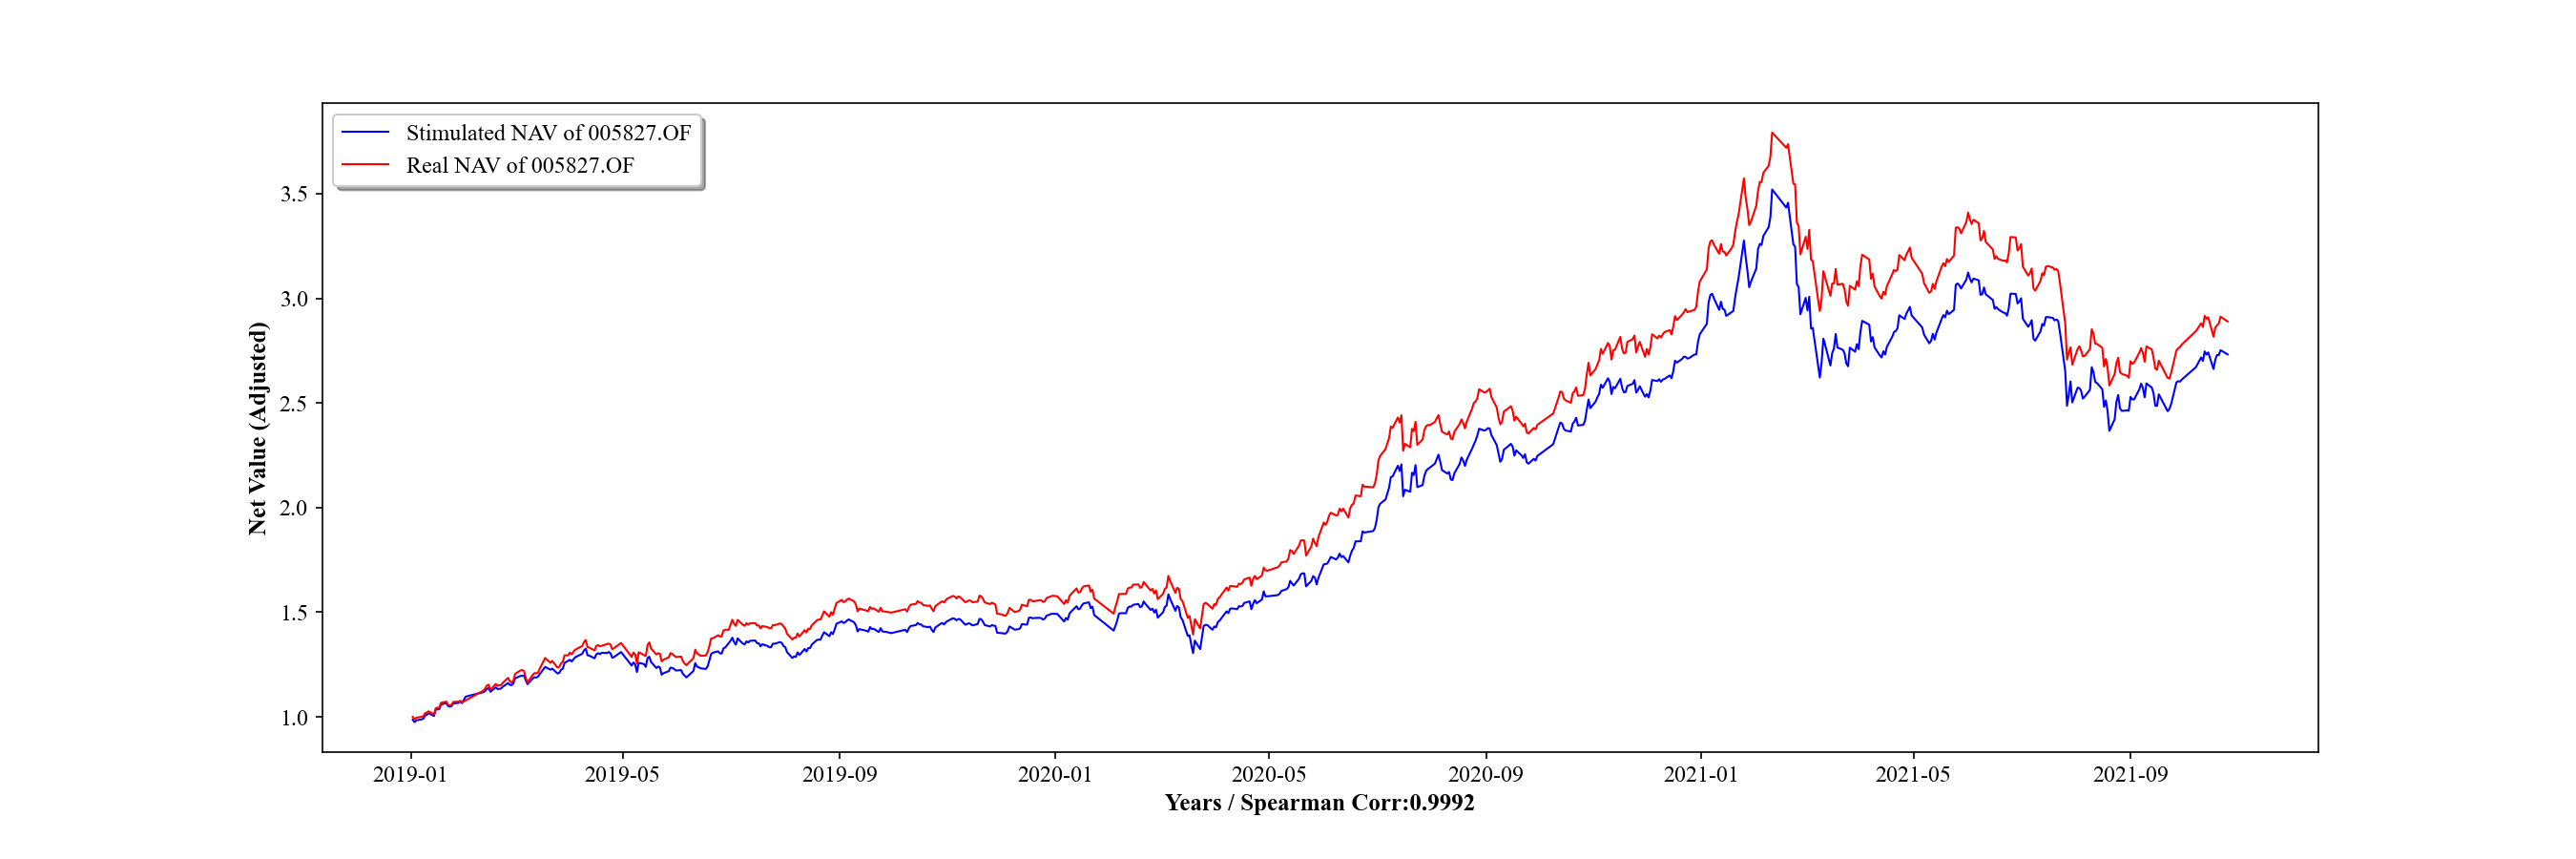 Stimulated NAV of 005827.OF
Real NAV of 005827.OF
Net Value (Adjusted)
3.5
3.0
2.5
2.0
1.5
1.0
2019-01 2019-05 2019-09 2020-01 2020-05 2020-09 2021-01 2021-05 2021-09
Years / Spearman Corr:0.9992